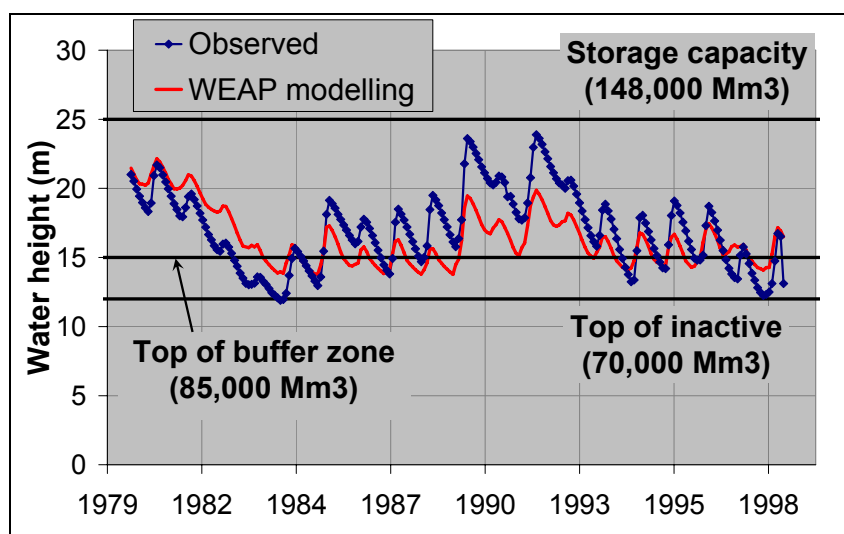 Observed
WEAP modelling
Storage capacity
(148,000 Mm3)
Water height (m)
30
25
20
15
10
5
0
Top of buffer zone
(85,000 Mm3)
Top of inactive
(70,000 Mm3)
1979 1982 1984 1987 1990 1993 1995 1998